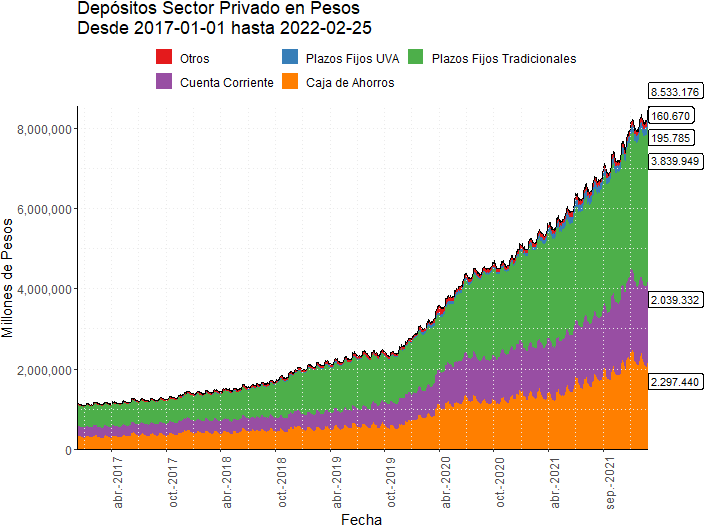 Depósitos Sector Privado en Pesos
Desde 2017-01-01 hasta 2022-02-25
Otros
Plazos Fijos UVA
Plazos Fijos Tradicionales
Cuenta Corriente
Caja de Ahorros
8.533.176
160.670
195.785
3.839.949
2.039.332
2.297.440
8,000,000
6,000,000
4,000,000
2,000,000
0
Millones de Pesos
abr.-2017
oct.-2017
abr.-2018
oct.-2018
abr.-2019
oct.-2019
abr.-2020
oct.-2020
abr.-2021
sep.-2021
Fecha